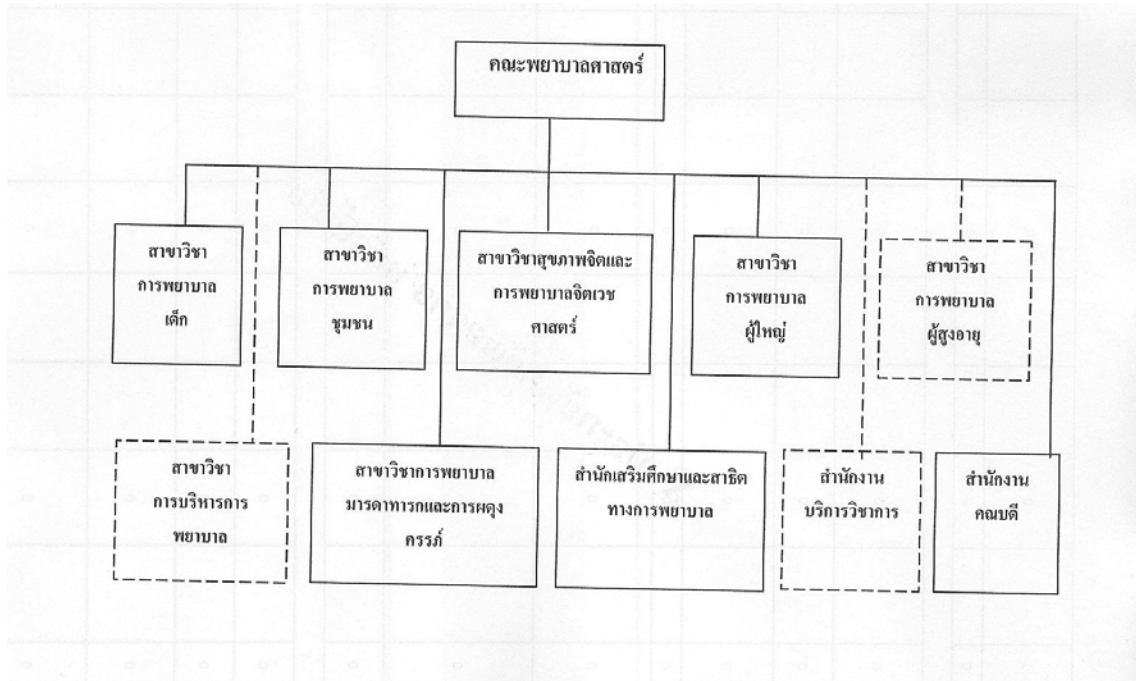 คณะพยาบาลศาสตร์
สาขาวิชา
การพยาบาล
เด็ก
สาขาวิชา
การพยาบาล
ชุมชน
สาขาวิชาสุขภาพจิตและ
การพยาบาลจิตเวช
ศาสตร์
สาขาวิชา
การพยาบาล
ผู้ใหญ่
สาขาวิชา
การพยาบาล
ผู้สูงอายุ
สาขาวิชา
การบริหารการ
พยาบาล
สาขาวิชาการพยาบาล
มารดาทารกและการผดุง
ครรภ์
สำนักเสริมศึกษาและสาธิต
ทางการพยาบาล
สำนักงาน
บริการวิชาการ
สำนักงาน
คณบดี